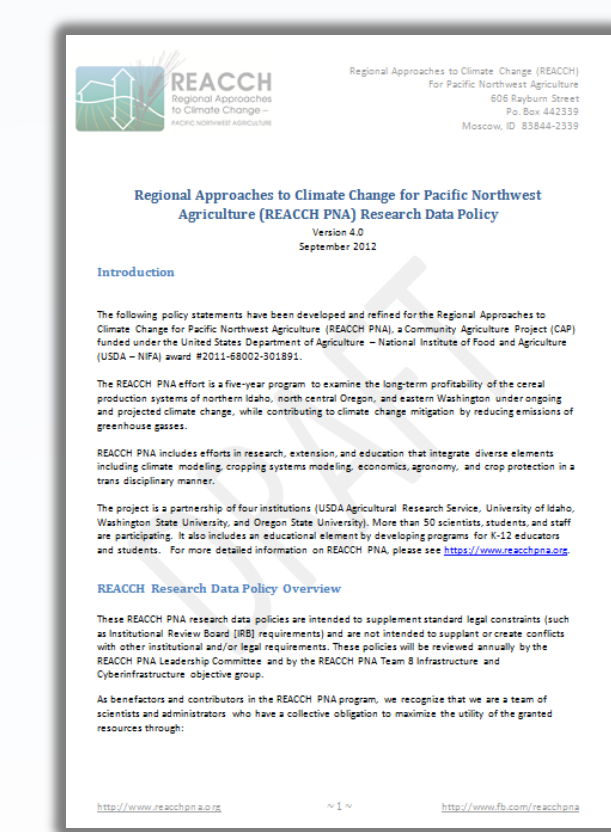 REACCH
Regional Approaches
to Climate Change –
PACIFIC NORTHWEST AGRICULTURE
Regional Approaches to Climate Change (REACCH)
For Pacific Northwest Agriculture
606 Rayburn Street
Po. Box 442339
Moscow, ID 83844-2339
Regional Approaches to Climate Change for Pacific Northwest
Agriculture (REACCH PNA) Research Data Policy
Version 4.0
September 2012
Introduction
The following policy statements have been developed and refined for the Regional Approaches to
Climate Change for Pacific Northwest Agriculture (REACCH PNA), a Community Agriculture Project (CAP)
funded under the United States Department of Agriculture – National Institute of Food and Agriculture
(USDA – NIFA) award #2011-68002-301891.
The REACCH PNA effort is a five-year program to examine the long-term profitability of the cereal
production systems of northern Idaho, north central Oregon, and eastern Washington under ongoing
and projected climate change, while contributing to climate change mitigation by reducing emissions of
greenhouse gasses.
REACCH PNA includes efforts in research, extension, and education that integrate diverse elements
including climate modeling, cropping systems modeling, economics, agronomy, and crop protection in a
trans disciplinary manner.
The project is a partnership of four institutions (USDA Agricultural Research Service, University of Idaho,
Washington State University, and Oregon State University). More than 50 scientists, students, and staff
are participating. It also includes an educational element by developing programs for K-12 educators
and students. For more detailed information on REACCH PNA, please see https://www.reacchpna.org.
REACCH Research Data Policy Overview
These REACCH PNA research data policies are intended to supplement standard legal constraints (such
as Institutional Review Board [IRB] requirements) and are not intended to supplant or create conflicts
with other institutional and/or legal requirements. These policies will be reviewed annually by the
REACCH PNA Leadership Committee and by the REACCH PNA Team 8 Infrastructure and
Cyberinfrastructure objective group.
As benefactors and contributors in the REACCH PNA program, we recognize that we are a team of
scientists and administrators who have a collective obligation to maximize the utility of the granted
resources through:
DRAFT
http://www.reacchpna.org
~ 1 ~
http://www.fb.com/reacchpna